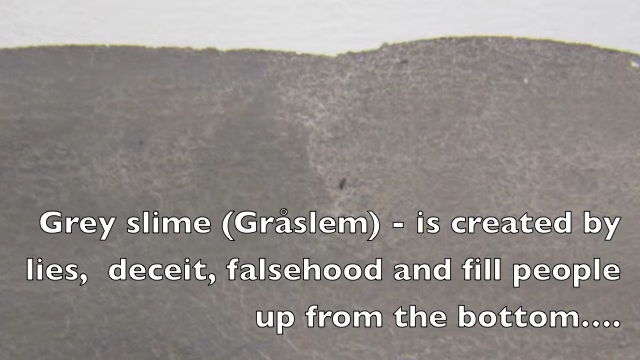 Grey slime (Gråslem) - is created by
lies,  deceit, falsehood and fill people
up from the bottom....